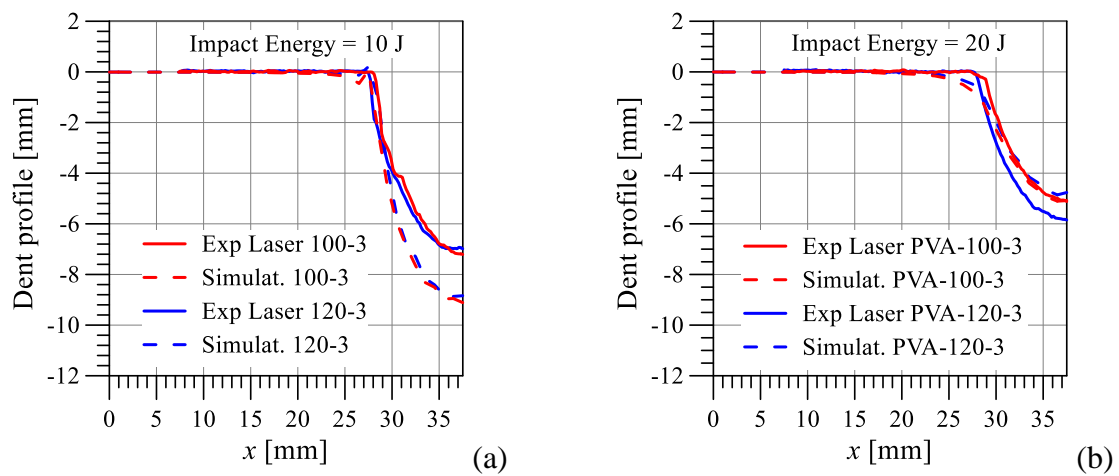 2
0
-2
-4
-6
-8
-10
-12
Dent profile [mm]
Impact Energy = 10 J
Exp Laser 100-3
Simulat. 100-3
Exp Laser 120-3
Simulat. 120-3
0 5 10 15 20 25 30 35
x [mm]
(a)
2
0
-2
-4
-6
-8
-10
-12
Dent profile [mm]
Impact Energy = 20 J
Exp Laser PVA-100-3
Simulat. PVA-100-3
Exp Laser PVA-120-3
Simulat. PVA-120-3
0 5 10 15 20 25 30 35
x [mm]
(b)